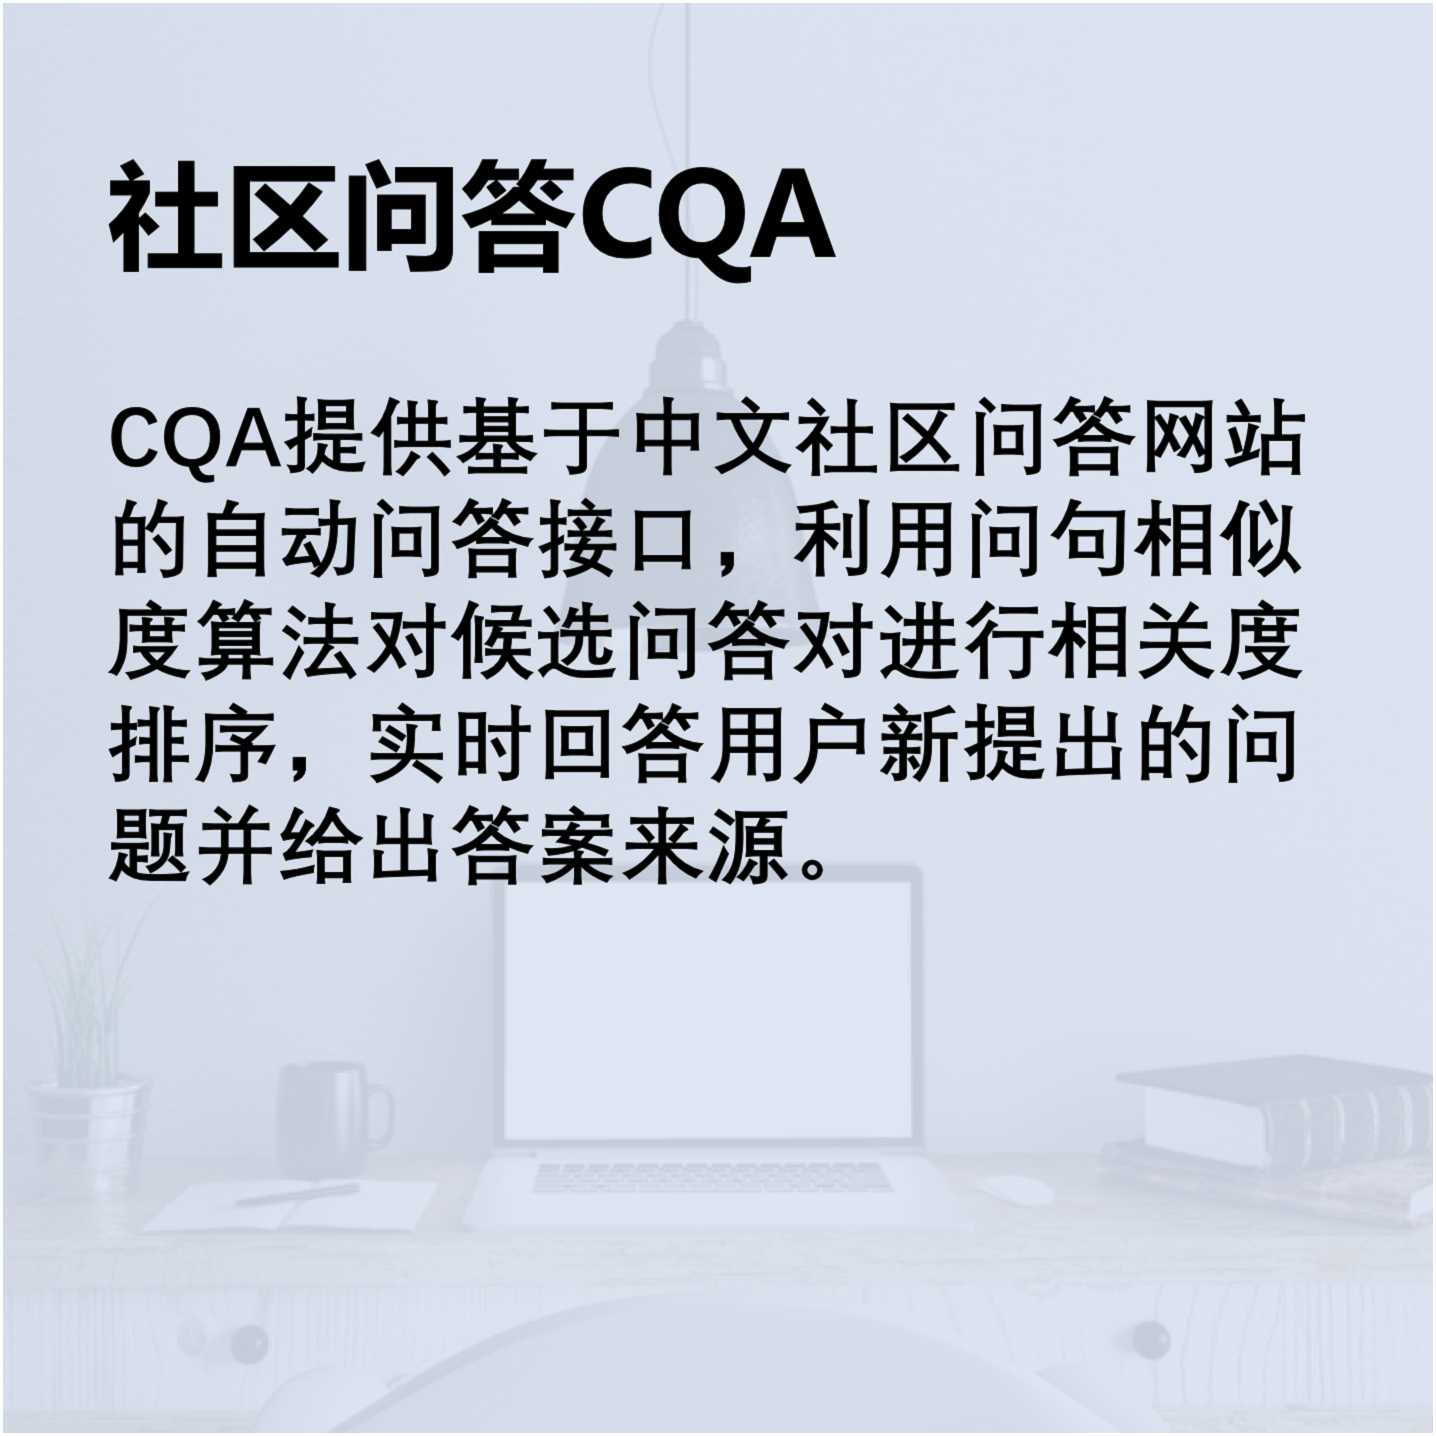 社区问答CQA
CQA提供基于中文社区问答网站
的自动问答接口，利用问句相似
度算法对候选问答对进行相关度
排序，实时回答用户新提出的问
题并给出答案来源。